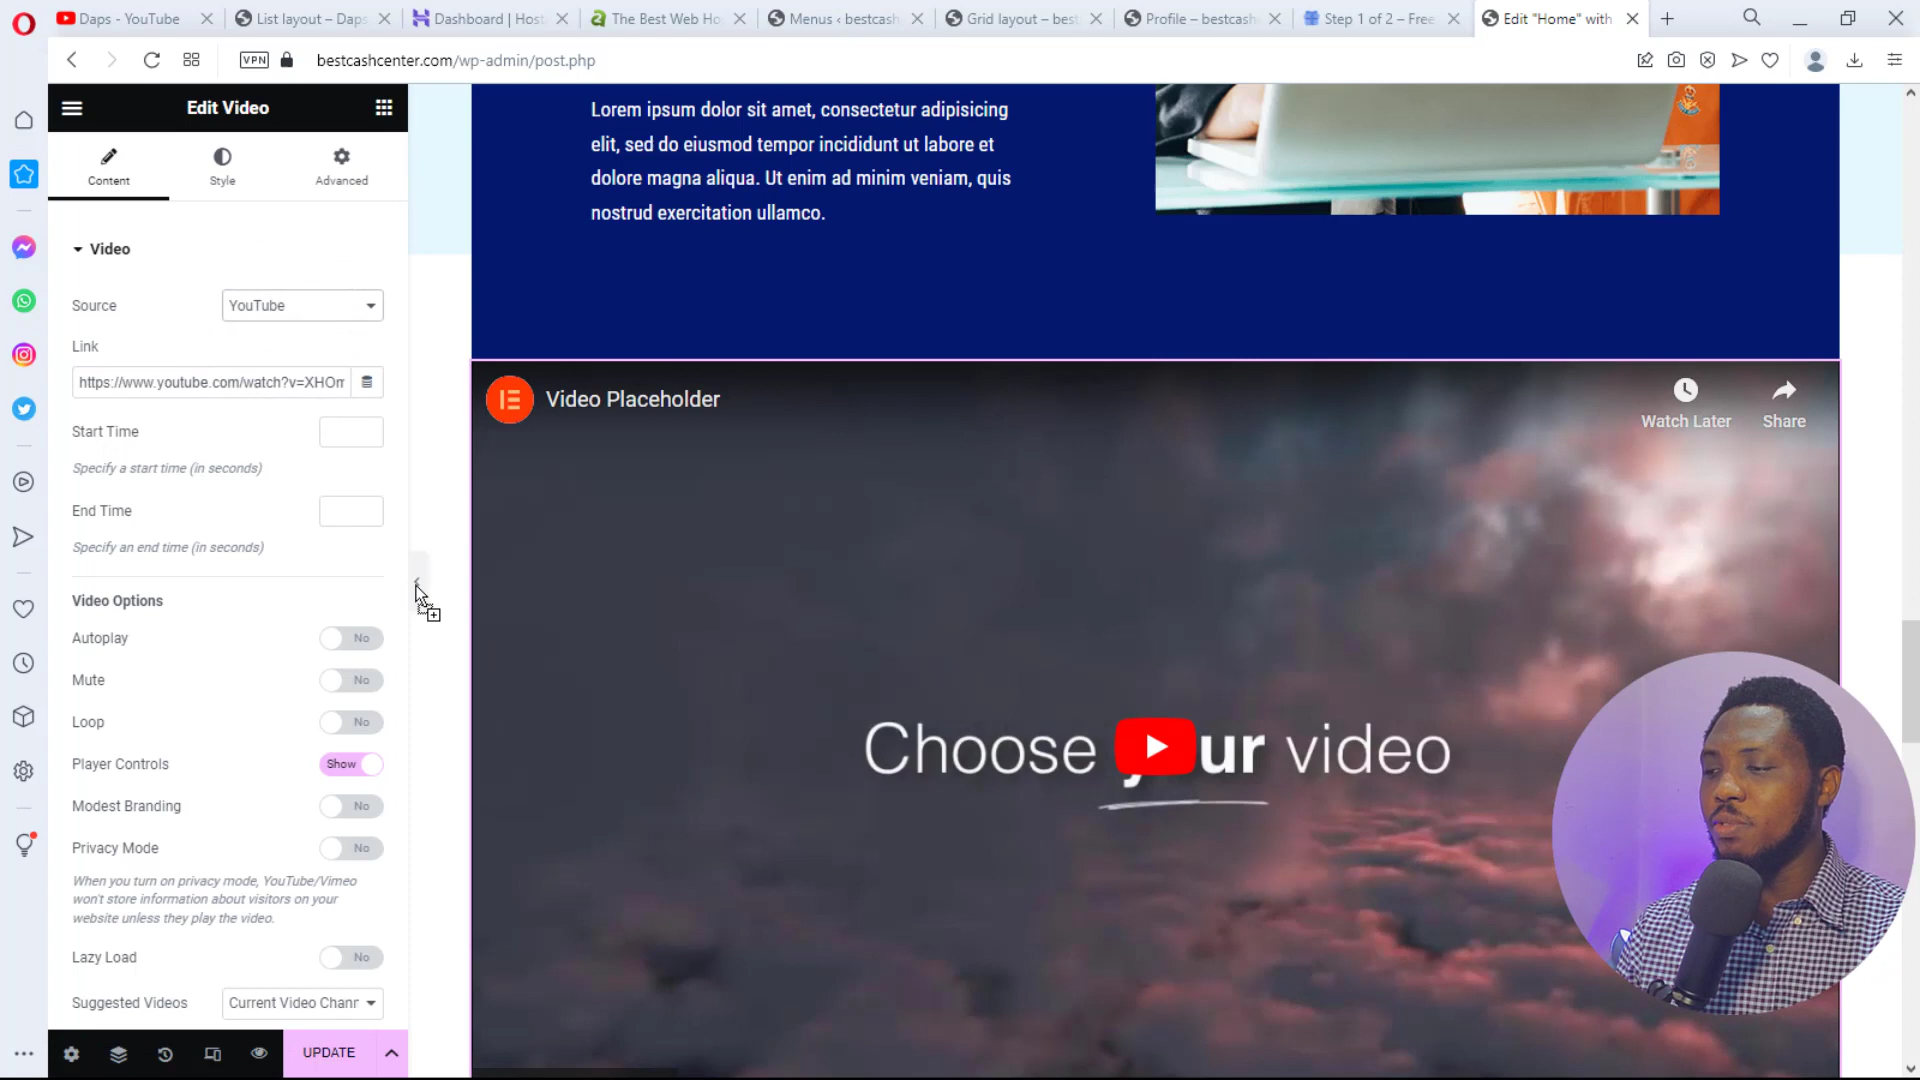 Daps - YouTube
List layout – Daps
Dashboard | Host
The Best Web Ho
Menus ‹ bestcash
Grid layout – best
Profile – bestcash
Step 1 of 2 – Free
Edit "Home" with
VPN
bestcashcenter.com/wp-admin/post.php
Edit Video
Content
Style
Advanced
Video
Source
YouTube
Link
https://www.youtube.com/watch?v=XHOm
Start Time
Specify a start time (in seconds)
End Time
Specify an end time (in seconds)
Video Options
Autoplay
No
Mute
No
Loop
No
Player Controls
Show
Modest Branding
No
Privacy Mode
No
When you turn on privacy mode, YouTube/Vimeo
won't store information about visitors on your
website unless they play the video.
Lazy Load
No
Suggested Videos
Current Video Chann
UPDATE
Lorem ipsum dolor sit amet, consectetur adipisicing
elit, sed do eiusmod tempor incididunt ut labore et
dolore magna aliqua. Ut enim ad minim veniam, quis
nostrud exercitation ullamco.
Video Placeholder
Watch Later
Share
Choose your video